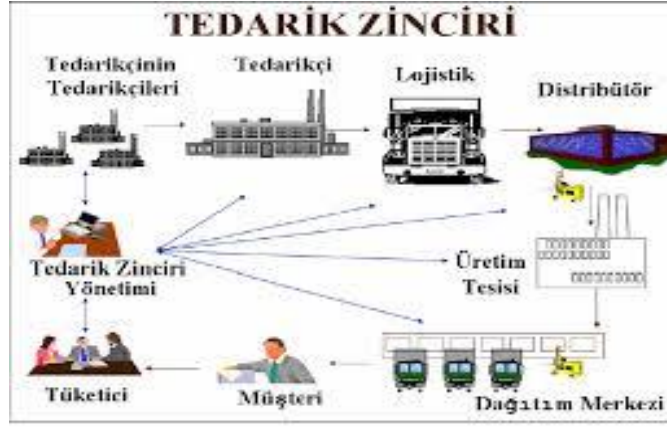 TEDARİK ZİNCİRİ
Tedarikçinin
Tedarikçileri
Tedarikçi
Lojistik
Distribütör
Tedarik Zinciri
Yönetimi
Üretim
Tesisi
Tüketici
Müşteri
Dağıtım Merkezi